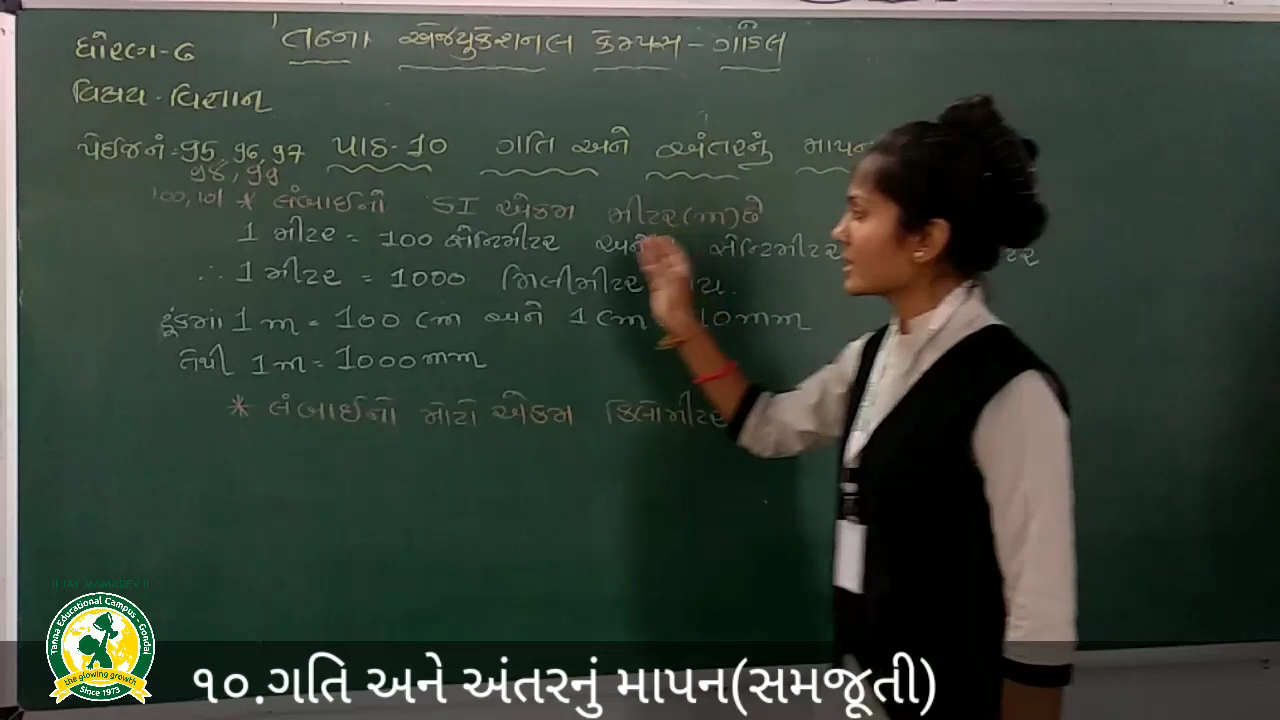 તન્ના એજ્યુકેશનલ કેમ્પસ - ગોંડલ
ધોરણ - ૬
વિષય - વિજ્ઞાન
પેઈજ નં = 95, 96, 97
98, 99
100, 101
પાઠ - 10 ગતિ અને અંતરનું માપન
* લંબાઈનો SI એકમ મીટર(m) છે
1 મીટર = 100 સેન્ટિમીટર અને સેન્ટિમીટર
∴ 1 મીટર = 1000 મિલીમીટર
ટૂંકમાં 1 m = 100 cm અને 1 cm 10 mm
તેથી 1 m = 1000 mm
* લંબાઈનો મોટો એકમ કિલોમીટર
|| JAY MAMADEV ||
Tanna Educational Campus - Gondal
the glowing growth
Since 1973
૧૦.ગતિ અને અંતરનું માપન(સમજૂતી)